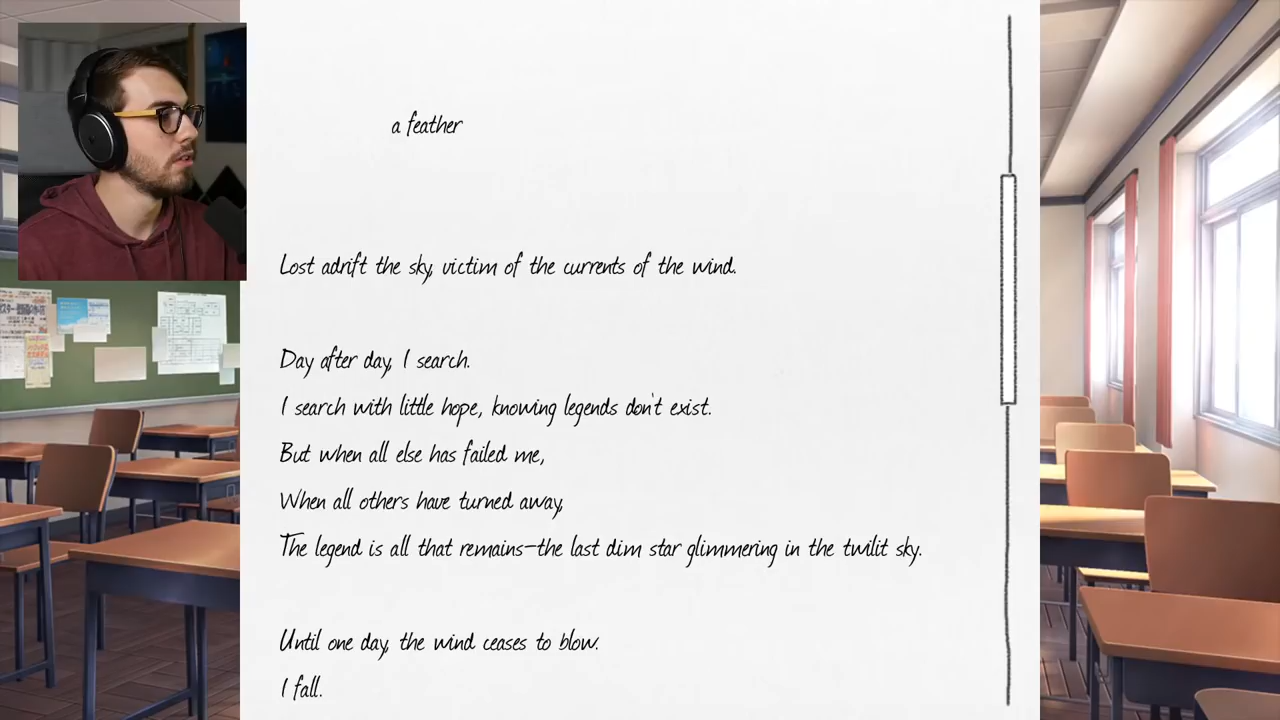 a feather
Lost adrift the sky, victim of the currents of the wind.
Day after day, I search.
I search with little hope, knowing legends don't exist.
But when all else has failed me,
When all others have turned away,
The legend is all that remains—the last dim star glimmering in the twilit sky.
Until one day, the wind ceases to blow.
I fall.